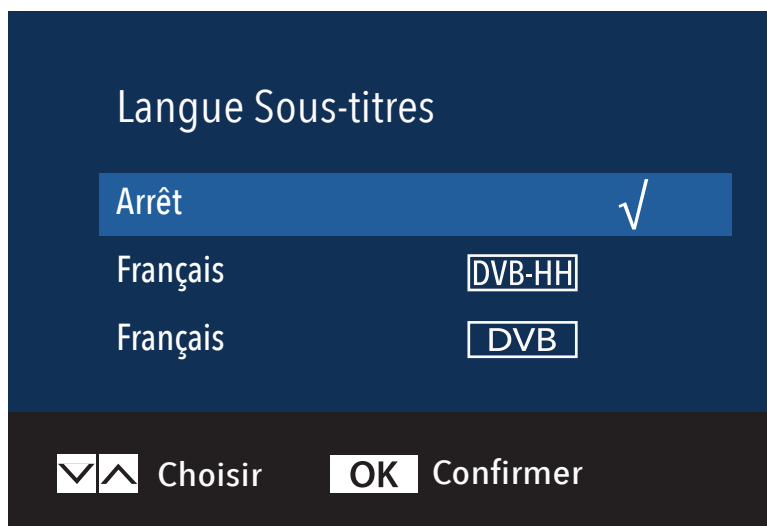 Langue Sous-titres
Arrêt √
Français DVB-HH
Français DVB
Choisir OK Confirmer